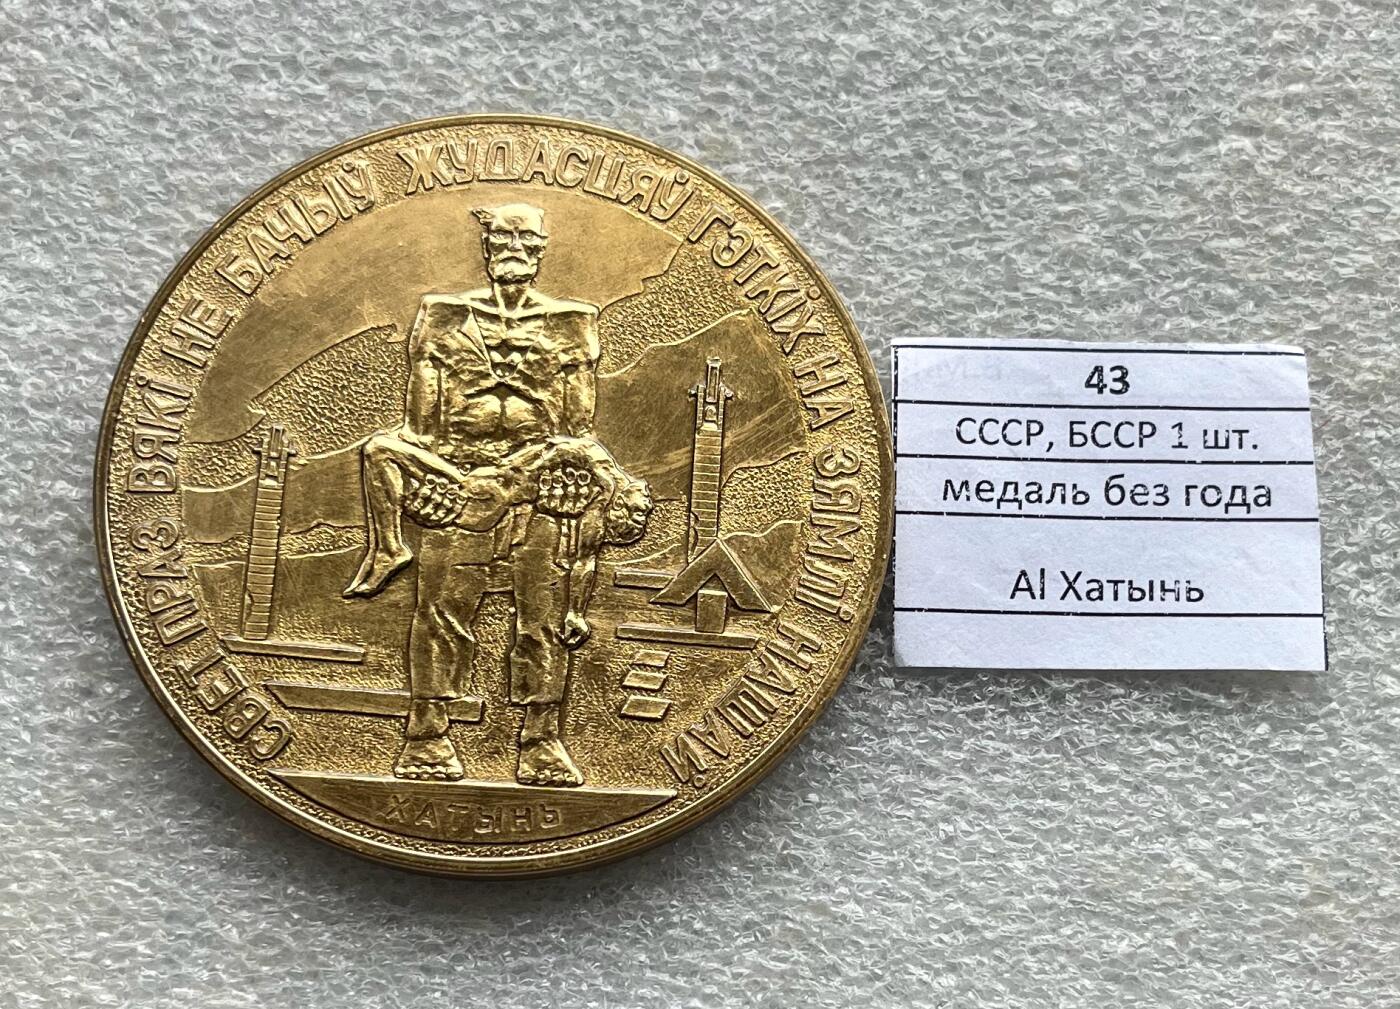 СВЕТ ПРАЗ ВЯКІ НЕ БАЧЫЎ ЖУДАСЦЯЎ ГЭТКІХ НА ЗЯМЛІ НАШАЙ
ХАТЫНЬ
43
СССР, БССР 1 шт.
медаль без года
Al Хатынь